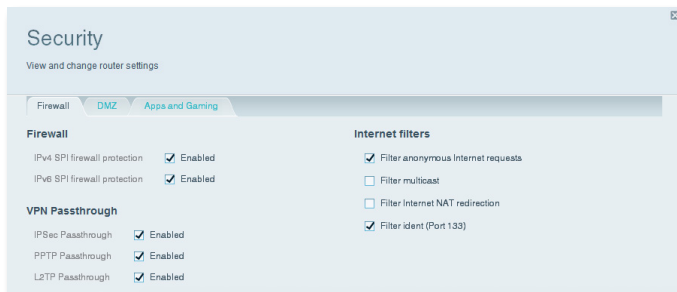 Security
View and change router settings
Firewall DMZ Apps and Gaming
Firewall
IPv4 SPI firewall protection Enabled
IPv6 SPI firewall protection Enabled
VPN Passthrough
IPSec Passthrough Enabled
PPTP Passthrough Enabled
L2TP Passthrough Enabled
Internet filters
Filter anonymous Internet requests
Filter multicast
Filter Internet NAT redirection
Filter ident (Port 133)